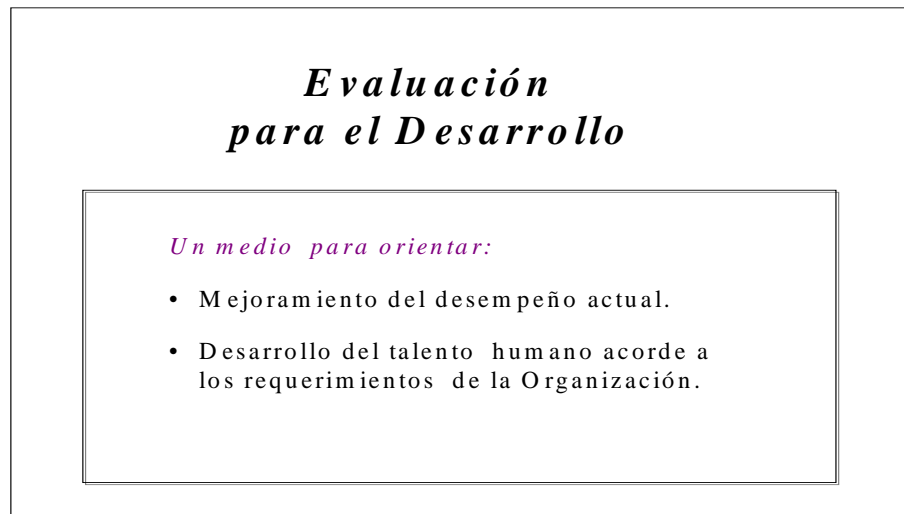 Evaluación
para el Desarrollo
Un medio para orientar:
• Mejoramiento del desempeño actual.
• Desarrollo del talento humano acorde a
los requerimientos de la Organización.